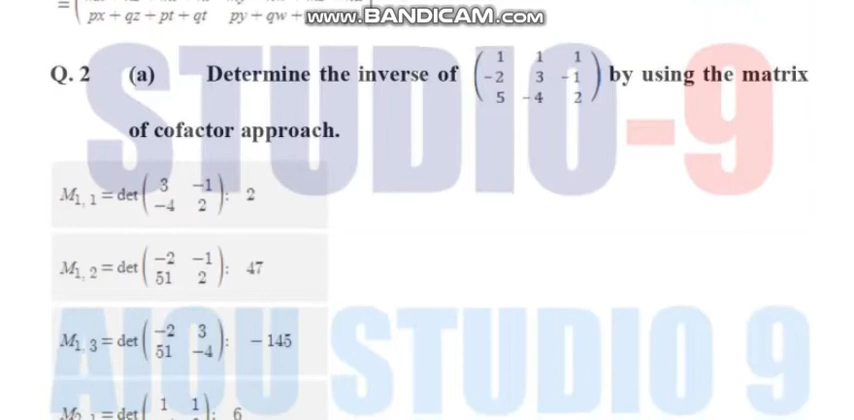 = ( px + qz + pt + qt py + qw +
WWW.BANDICAM.COM
Q. 2 (a) Determine the inverse of ( 1 1 1 by using the matrix
-2 3 -1
5 -4 2 )
of cofactor approach.
M1, 1 = det ( 3 -1
-4 2 ): 2
M1, 2 = det ( -2 -1
51 2 ): 47
M1, 3 = det ( -2 3
51 -4 ): -145
M2, 1 = det ( 1 1 ): 6
STUDIO-9
AIOU STUDIO 9